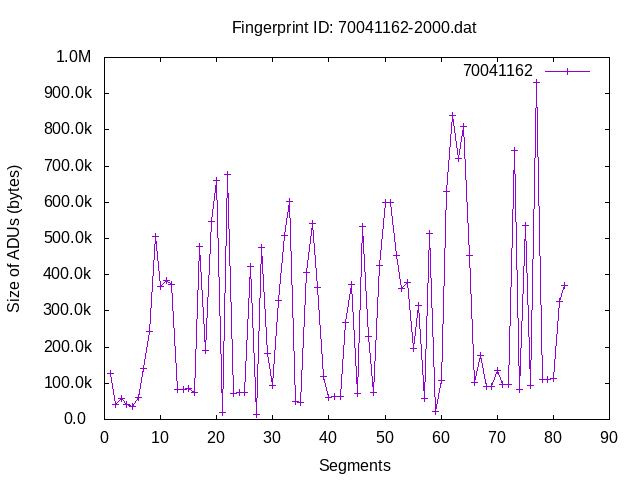 Fingerprint ID: 70041162-2000.dat
1.0M
70041162
900.0k
800.0k
700.0k
600.0k
500.0k
400.0k
300.0k
200.0k
100.0k
0.0
Size of ADUs (bytes)
0 10 20 30 40 50 60 70 80 90
Segments